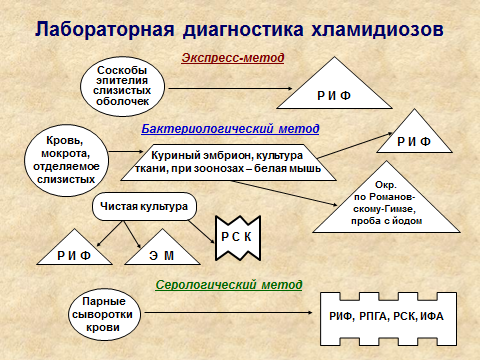 Лабораторная диагностика хламидиозов
Экспресс-метод
Соскобы
эпителия
слизистых
оболочек
Р И Ф
Бактериологический метод
Кровь,
мокрота,
отделяемое
слизистых
Куриный эмбрион, культура
ткани, при зоонозах – белая мышь
Р И Ф
Окр.
по Романов-
скому-Гимзе,
проба с йодом
Чистая культура
Р И Ф
Э М
Р С К
Серологический метод
Парные
сыворотки
крови
РИФ, РПГА, РСК, ИФА